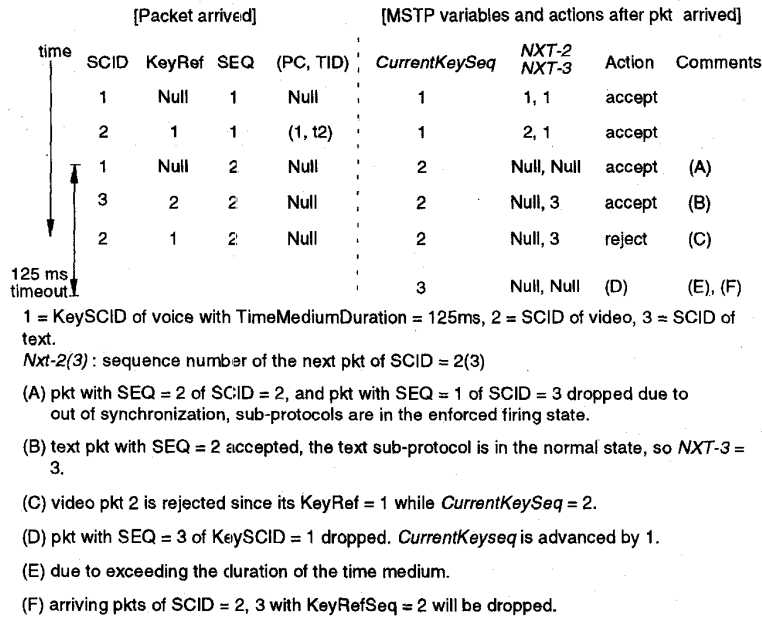 [Packet arrived] [MSTP variables and actions after pkt arrived]
time SCID KeyRef SEQ (PC, TID) CurrentKeySeq NXT-2 NXT-3 Action Comments
1 Null 1 Null 1 1, 1 accept
2 1 1 (1, t2) 1 2, 1 accept
1 Null 2 Null 2 Null, Null accept (A)
3 2 2 Null 2 Null, 3 accept (B)
2 1 2 Null 2 Null, 3 reject (C)
125 ms timeout 3 Null, Null (D) (E), (F)
1 = KeySCID of voice with TimeMediumDuration = 125ms, 2 = SCID of video, 3 = SCID of
text.
Nxt-2(3) : sequence number of the next pkt of SCID = 2(3)
(A) pkt with SEQ = 2 of SCID = 2, and pkt with SEQ = 1 of SCID = 3 dropped due to
out of synchronization, sub-protocols are in the enforced firing state.
(B) text pkt with SEQ = 2 accepted, the text sub-protocol is in the normal state, so NXT-3 =
3.
(C) video pkt 2 is rejected since its KeyRef = 1 while CurrentKeySeq = 2.
(D) pkt with SEQ = 3 of KeySCID = 1 dropped. CurrentKeyseq is advanced by 1.
(E) due to exceeding the duration of the time medium.
(F) arriving pkts of SCID = 2, 3 with KeyRefSeq = 2 will be dropped.